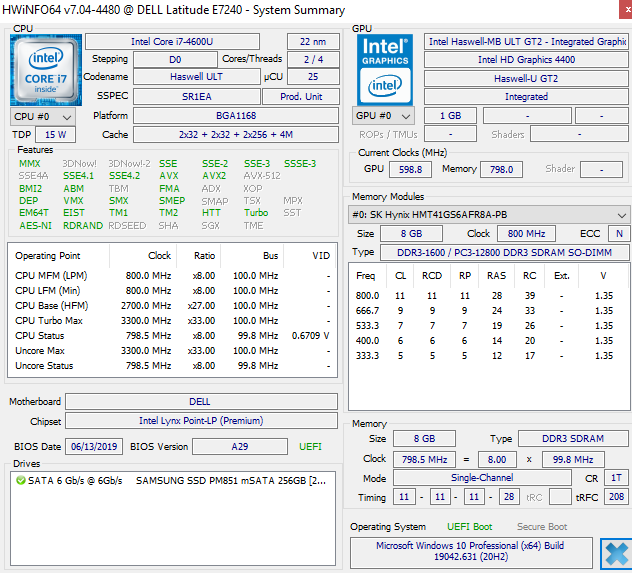 HWiNFO64 v7.04-4480 @ DELL Latitude E7240 - System Summary
CPU
intel
CORE i7
inside
Intel Core i7-4600U 22 nm
Stepping D0 Cores/Threads 2 / 4
Codename Haswell ULT µCU 25
SSPEC SR1EA Prod. Unit
CPU #0 Platform BGA1168
TDP 15 W Cache 2x32 + 2x32 + 2x256 + 4M
Features
MMX 3DNow! 3DNow!-2 SSE SSE-2 SSE-3 SSSE-3
SSE4A SSE4.1 SSE4.2 AVX AVX2 AVX-512
BMI2 ABM TBM FMA ADX XOP
DEP VMX SMX SMEP SMAP TSX MPX
EM64T EIST TM1 TM2 HTT Turbo SST
AES-NI RDRAND RDSEED SHA SGX TME
Operating Point Clock Ratio Bus VID
CPU MFM (LPM) 800.0 MHz x8.00 100.0 MHz -
CPU LFM (Min) 800.0 MHz x8.00 100.0 MHz -
CPU Base (HFM) 2700.0 MHz x27.00 100.0 MHz -
CPU Turbo Max 3300.0 MHz x33.00 100.0 MHz -
CPU Status 798.5 MHz x8.00 99.8 MHz 0.6709 V
Uncore Max 3300.0 MHz x33.00 100.0 MHz -
Uncore Status 798.5 MHz x8.00 99.8 MHz -
Motherboard DELL
Chipset Intel Lynx Point-LP (Premium)
BIOS Date 06/13/2019 BIOS Version A29 UEFI
Drives
SATA 6 Gb/s @ 6Gb/s SAMSUNG SSD PM851 mSATA 256GB [2...
GPU
Intel
GRAPHICS
intel
Intel Haswell-MB ULT GT2 - Integrated Graphic
Intel HD Graphics 4400
Haswell-U GT2
Integrated
GPU #0 1 GB - -
ROPs / TMUs - Shaders -
Current Clocks (MHz)
GPU 598.8 Memory 798.0 Shader -
Memory Modules
#0: SK Hynix HMT41GS6AFR8A-PB
Size 8 GB Clock 800 MHz ECC N
Type DDR3-1600 / PC3-12800 DDR3 SDRAM SO-DIMM
Freq CL RCD RP RAS RC Ext. V
800.0 11 11 11 28 39 - 1.35
666.7 9 9 9 24 33 - 1.35
533.3 7 7 7 19 26 - 1.35
400.0 6 6 6 14 20 - 1.35
333.3 5 5 5 12 17 - 1.35
Memory
Size 8 GB Type DDR3 SDRAM
Clock 798.5 MHz = 8.00 x 99.8 MHz
Mode Single-Channel CR 1T
Timing 11 - 11 - 11 - 28 tRC tRFC 208
Operating System UEFI Boot Secure Boot
Microsoft Windows 10 Professional (x64) Build
19042.631 (20H2)